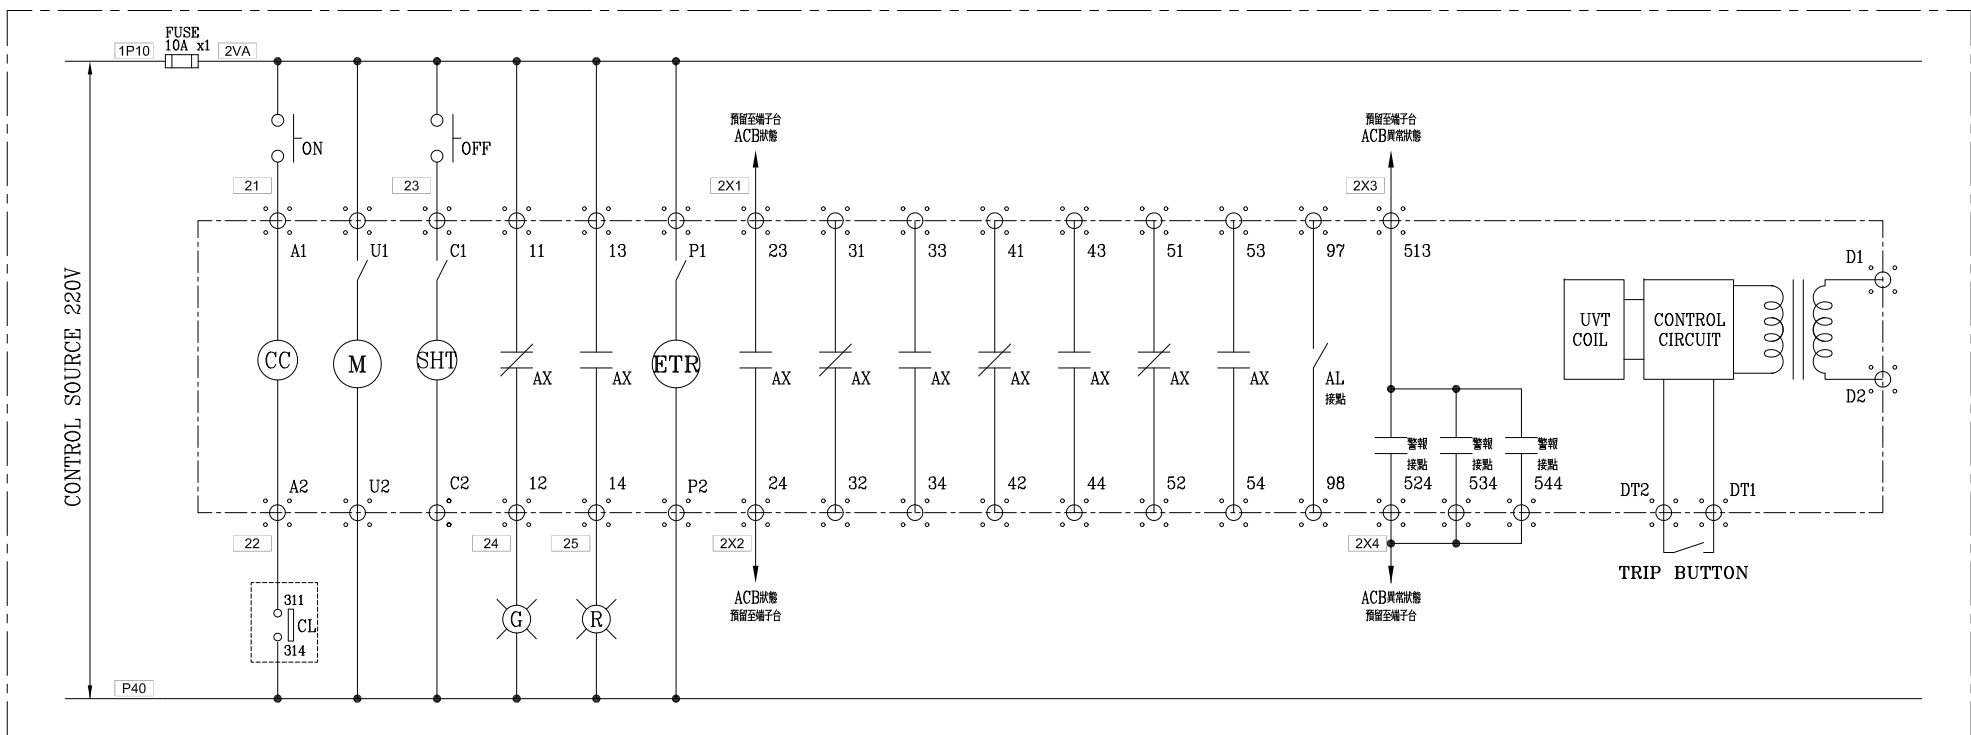 FUSE
10A x1
1P10
2VA
ON
OFF
預留至端子台
ACB狀態
預留至端子台
ACB異常狀態
21
23
2X1
2X3
A1
U1
C1
11
13
P1
23
31
33
41
43
51
53
97
513
D1
CONTROL SOURCE 220V
CC
M
SHT
AX
AX
ETR
AX
AX
AX
AX
AX
AX
AX
AL
接點
UVT
COIL
CONTROL
CIRCUIT
D2
警報
接點
警報
接點
警報
接點
A2
U2
C2
12
14
P2
24
32
34
42
44
52
54
98
524
534
544
DT2
DT1
22
24
25
2X2
2X4
TRIP BUTTON
ACB狀態
預留至端子台
ACB異常狀態
預留至端子台
311
CL
314
G
R
P40